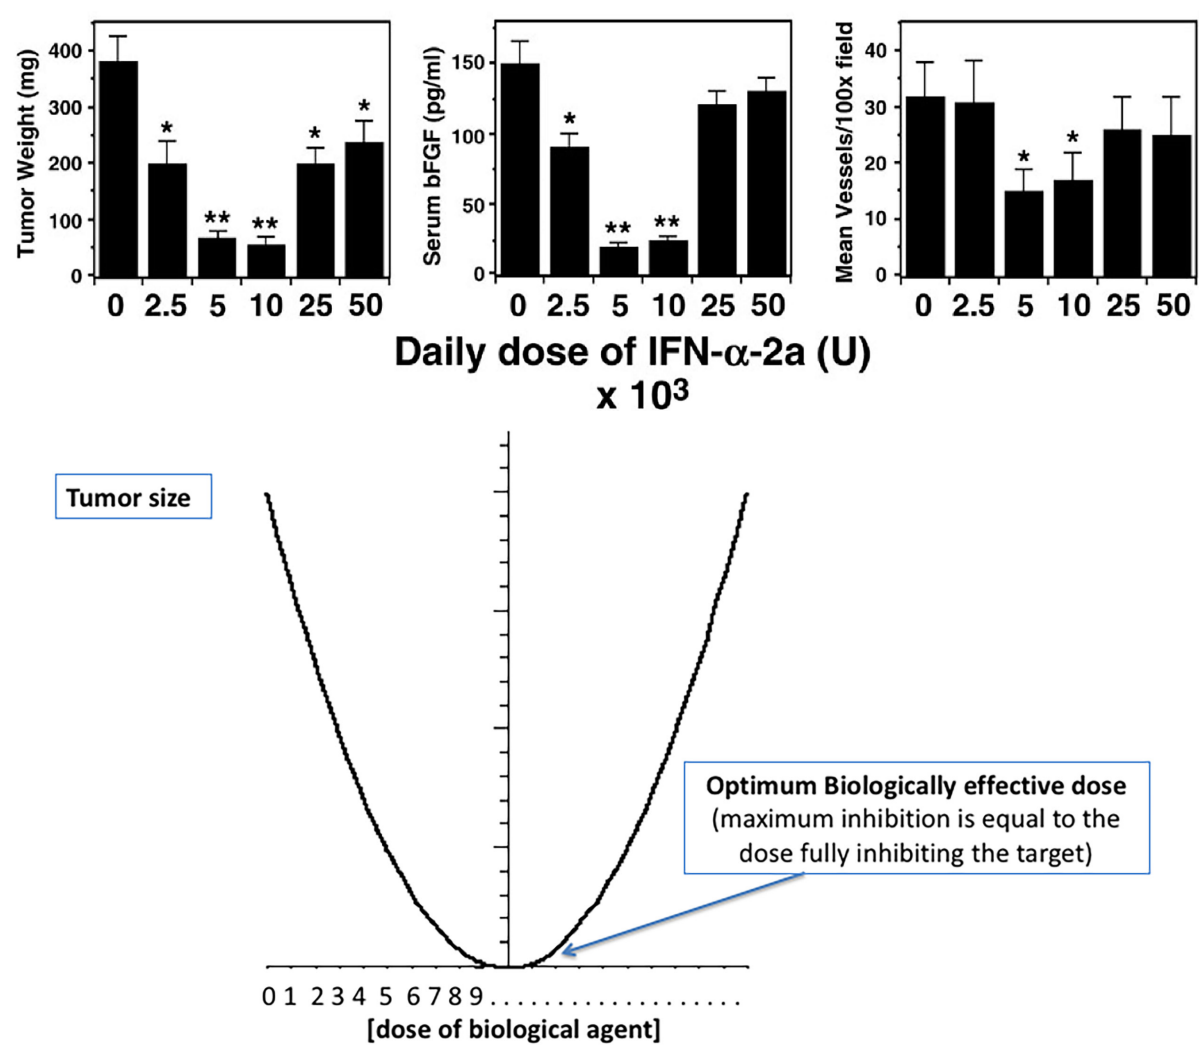 Tumor Weight (mg)
400
300
200
100
0
*
**
**
*
*
0 2.5 5 10 25 50
Serum bFGF (pg/ml)
150
100
50
0
*
**
**
0 2.5 5 10 25 50
Mean Vessels/100x field
40
30
20
10
0
*
*
0 2.5 5 10 25 50
Daily dose of IFN-α-2a (U)
x 10³
Tumor size
Optimum Biologically effective dose
(maximum inhibition is equal to the
dose fully inhibiting the target)
0 1 2 3 4 5 6 7 8 9 . . . . . . . . . . . . . . . . . . .
[dose of biological agent]